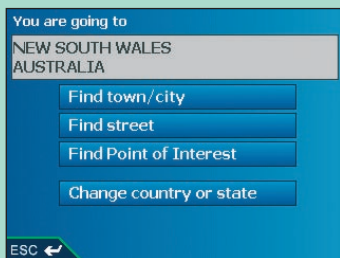 You are going to
NEW SOUTH WALES
AUSTRALIA
Find town/city
Find street
Find Point of Interest
Change country or state
ESC